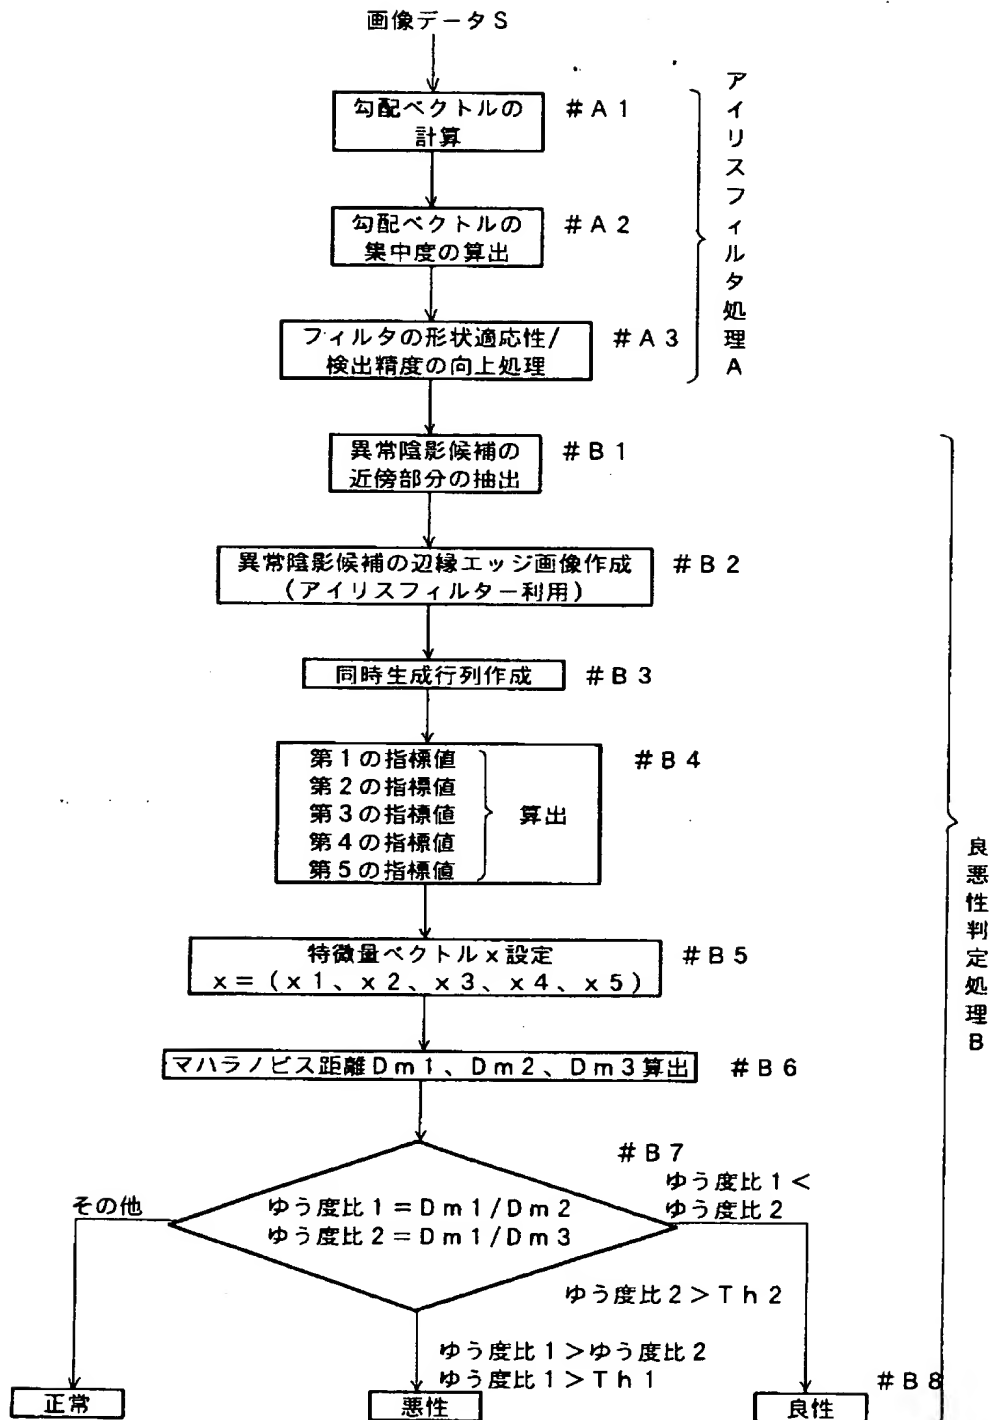 画像データS
勾配ベクトルの
計算
#A1
勾配ベクトルの
集中度の算出
#A2
フィルタの形状適応性/
検出精度の向上処理
#A3
アイリスフィルタ処理A
異常陰影候補の
近傍部分の抽出
#B1
異常陰影候補の辺縁エッジ画像作成
(アイリスフィルター利用)
#B2
同時生成行列作成
#B3
第1の指標値
第2の指標値
第3の指標値
第4の指標値
第5の指標値
算出
#B4
特徴量ベクトルx設定
x=(x1、x2、x3、x4、x5)
#B5
マハラノビス距離Dm1、Dm2、Dm3算出
#B6
#B7
ゆう度比1=Dm1/Dm2
ゆう度比2=Dm1/Dm3
その他
ゆう度比1<
ゆう度比2
ゆう度比2>Th2
ゆう度比1>ゆう度比2
ゆう度比1>Th1
正常
悪性
良性
#B8
良悪性判定処理B